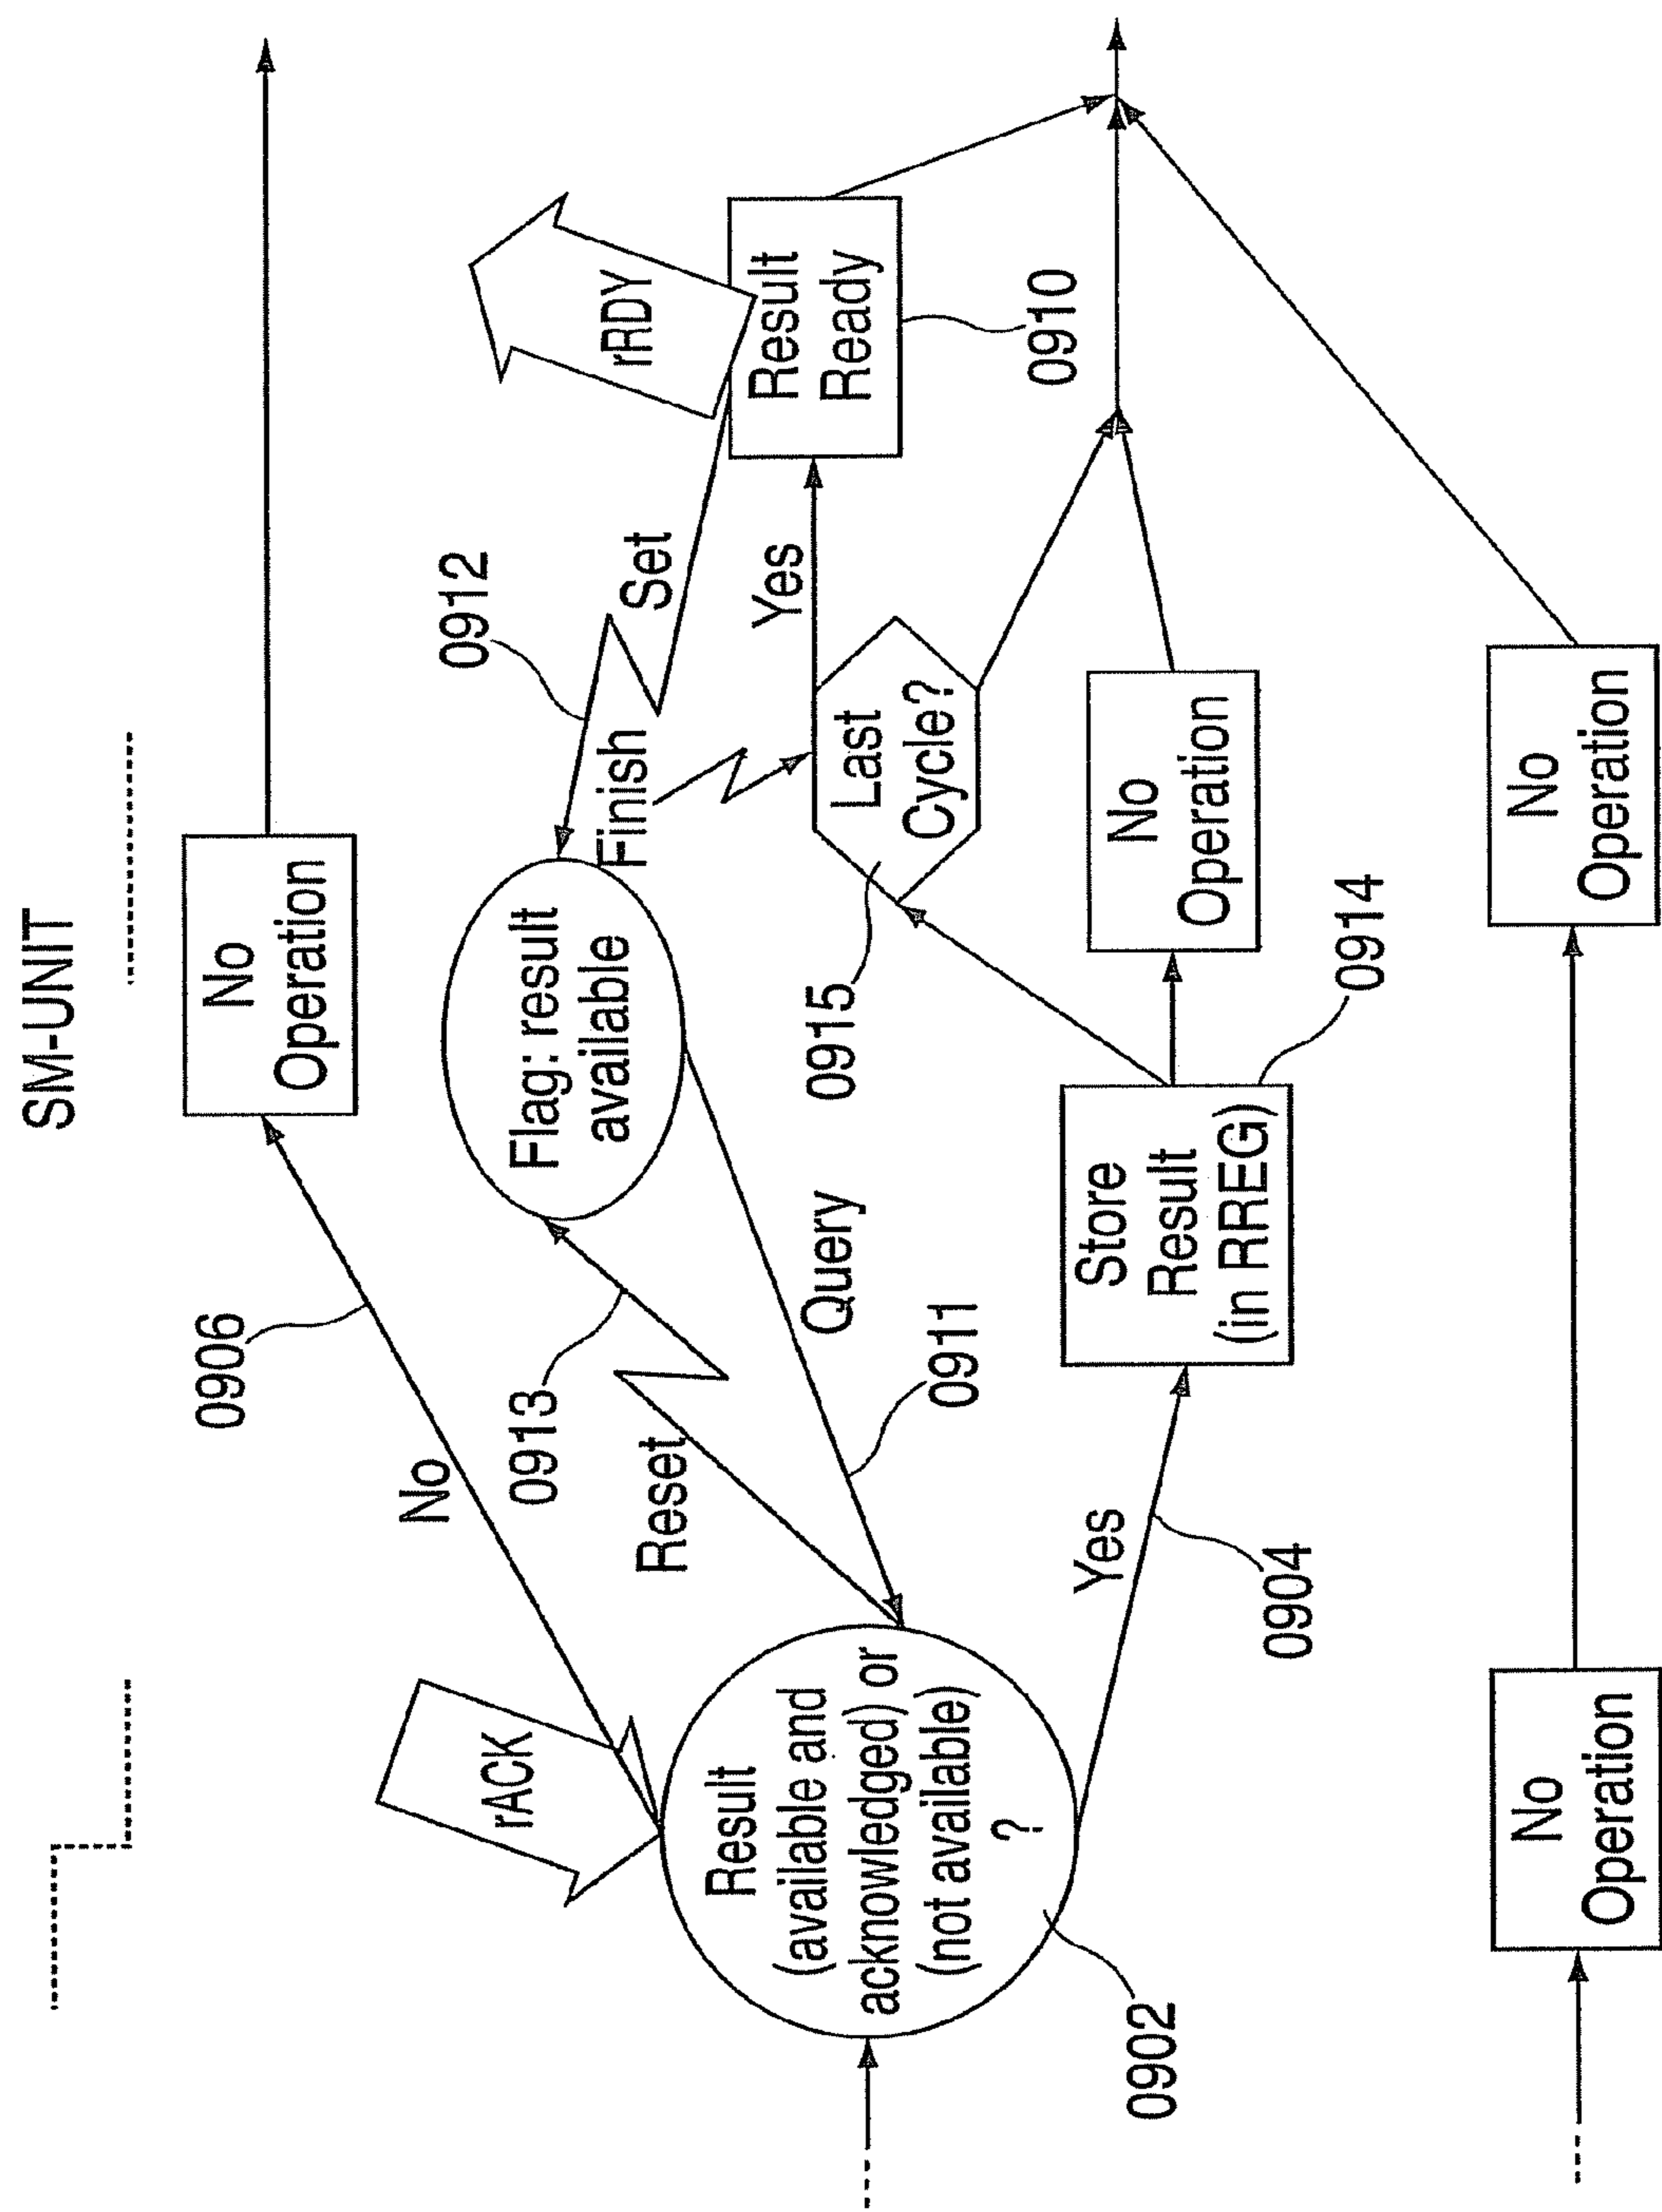 SM-UNIT
0906
No
Operation
No
rACK
0913
Reset
Flag: result
available
0912
Finish
Set
rRDY
Result
Ready
0910
Yes
Last
Cycle?
0915
Query
0911
Result
(available and
acknowledged) or
(not available)
?
0902
Yes
0904
Store
Result
(in RREG)
0914
No
Operation
No
Operation
No
Operation